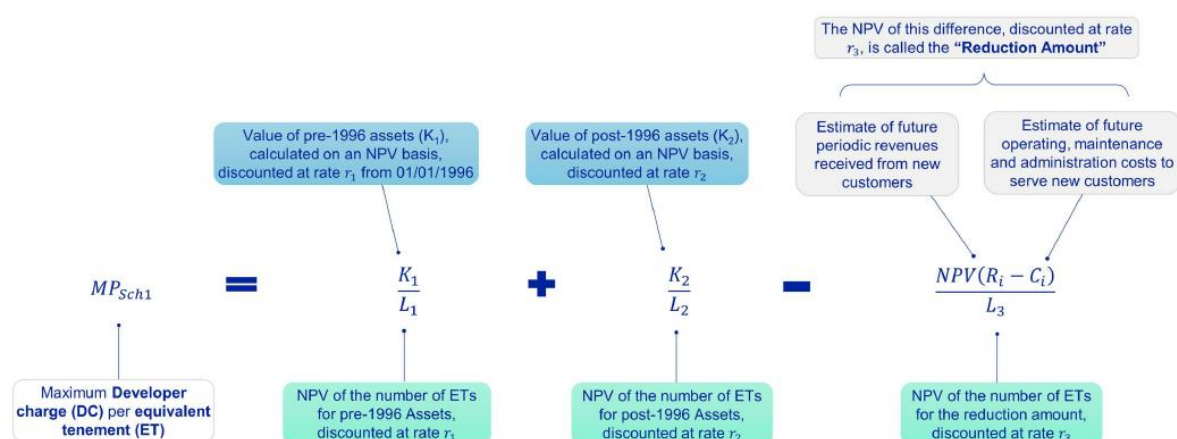 The NPV of this difference, discounted at rate
r₃, is called the “Reduction Amount”
Value of pre-1996 assets (K₁),
calculated on an NPV basis,
discounted at rate r₁ from 01/01/1996
Value of post-1996 assets (K₂),
calculated on an NPV basis,
discounted at rate r₂
Estimate of future
periodic revenues
received from new
customers
Estimate of future
operating, maintenance
and administration costs to
serve new customers
MP_Sch1 = K₁/L₁ + K₂/L₂ - NPV(Rᵢ − Cᵢ)/L₃
Maximum Developer
charge (DC) per equivalent
tenement (ET)
NPV of the number of ETs
for pre-1996 Assets,
discounted at rate r₁
NPV of the number of ETs
for post-1996 Assets,
discounted at rate r₂
NPV of the number of ETs
for the reduction amount,
discounted at rate r₃